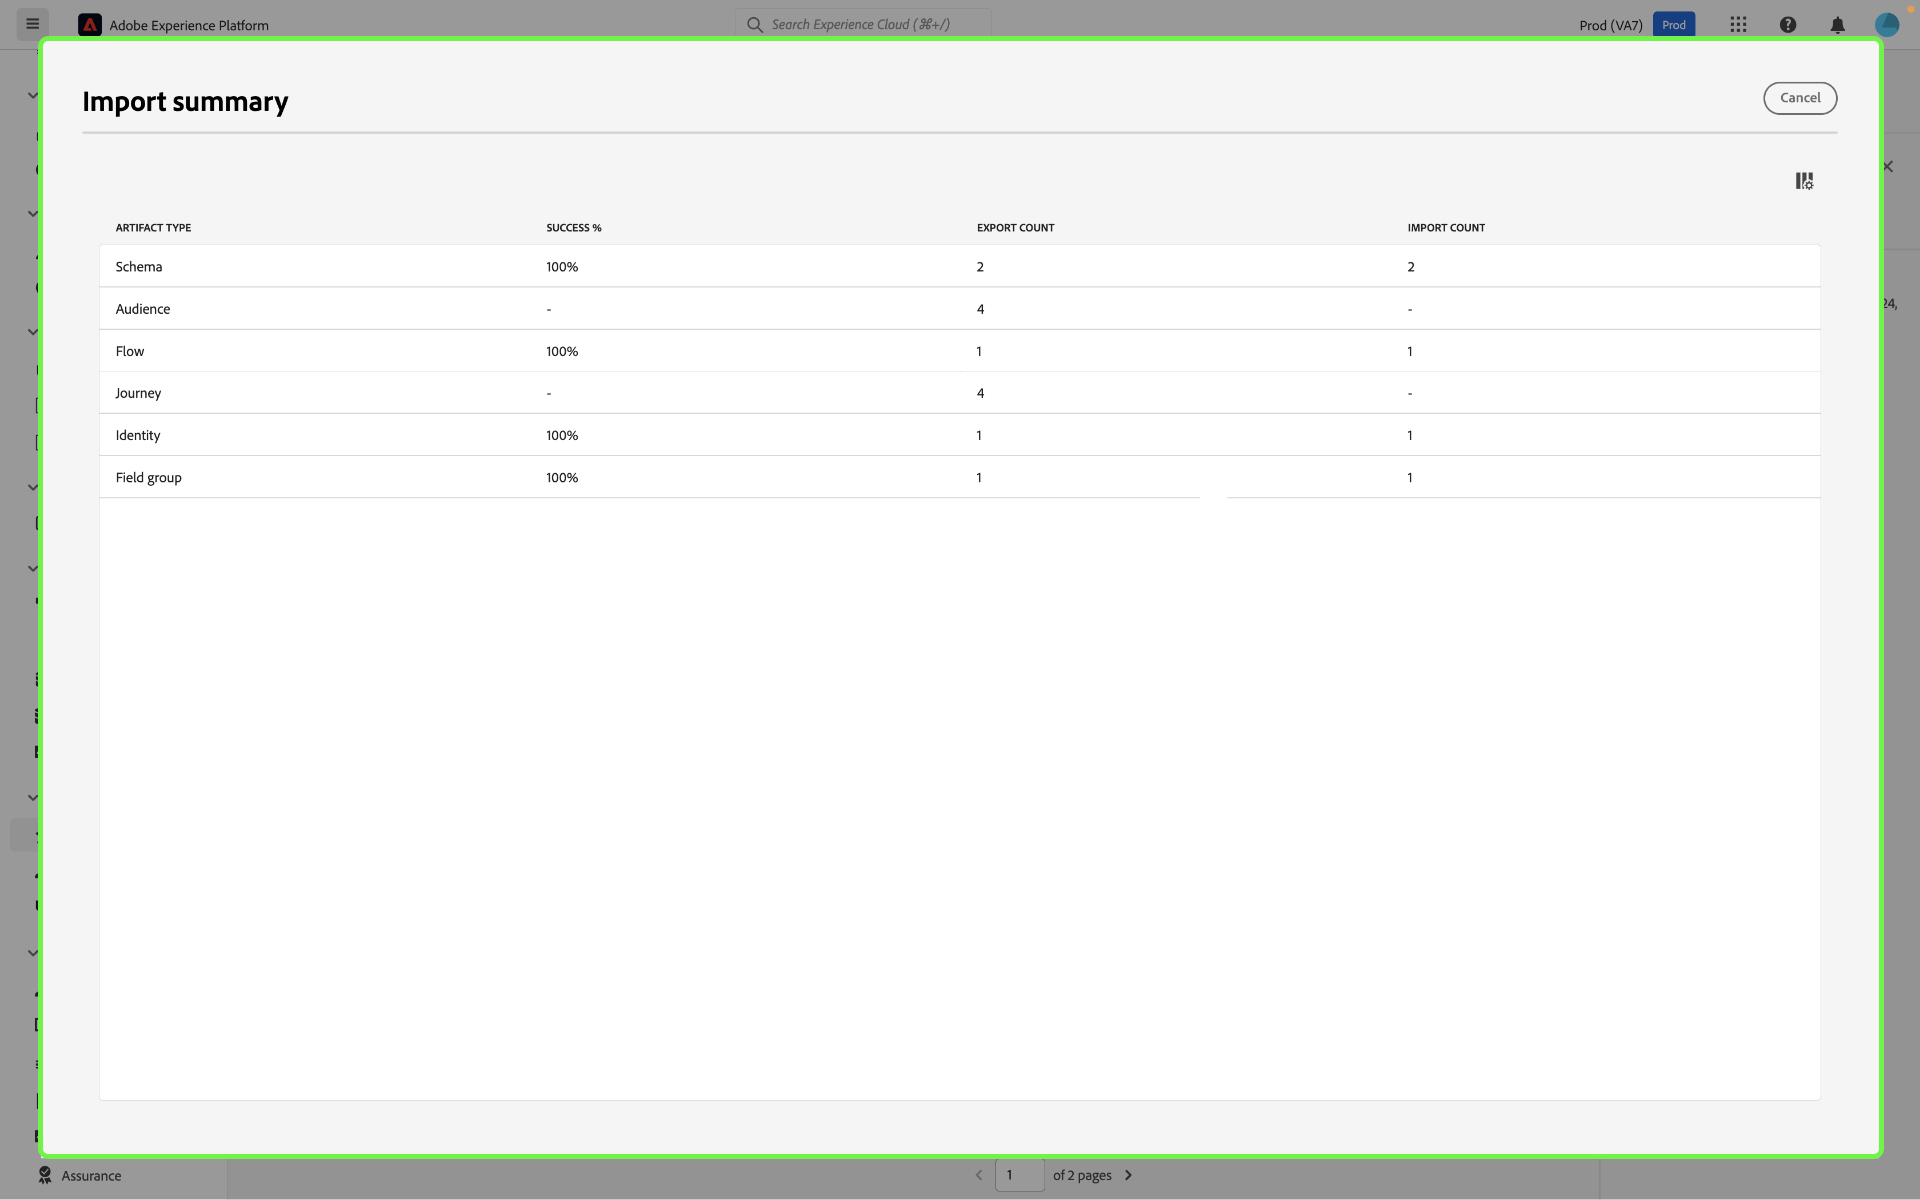 Adobe Experience Platform
Search Experience Cloud (⌘+/)
Prod (VA7)
Prod
Import summary
Cancel
ARTIFACT TYPE SUCCESS % EXPORT COUNT IMPORT COUNT
Schema 100% 2 2
Audience - 4 -
Flow 100% 1 1
Journey - 4 -
Identity 100% 1 1
Field group 100% 1 1
24,
Assurance
1 of 2 pages